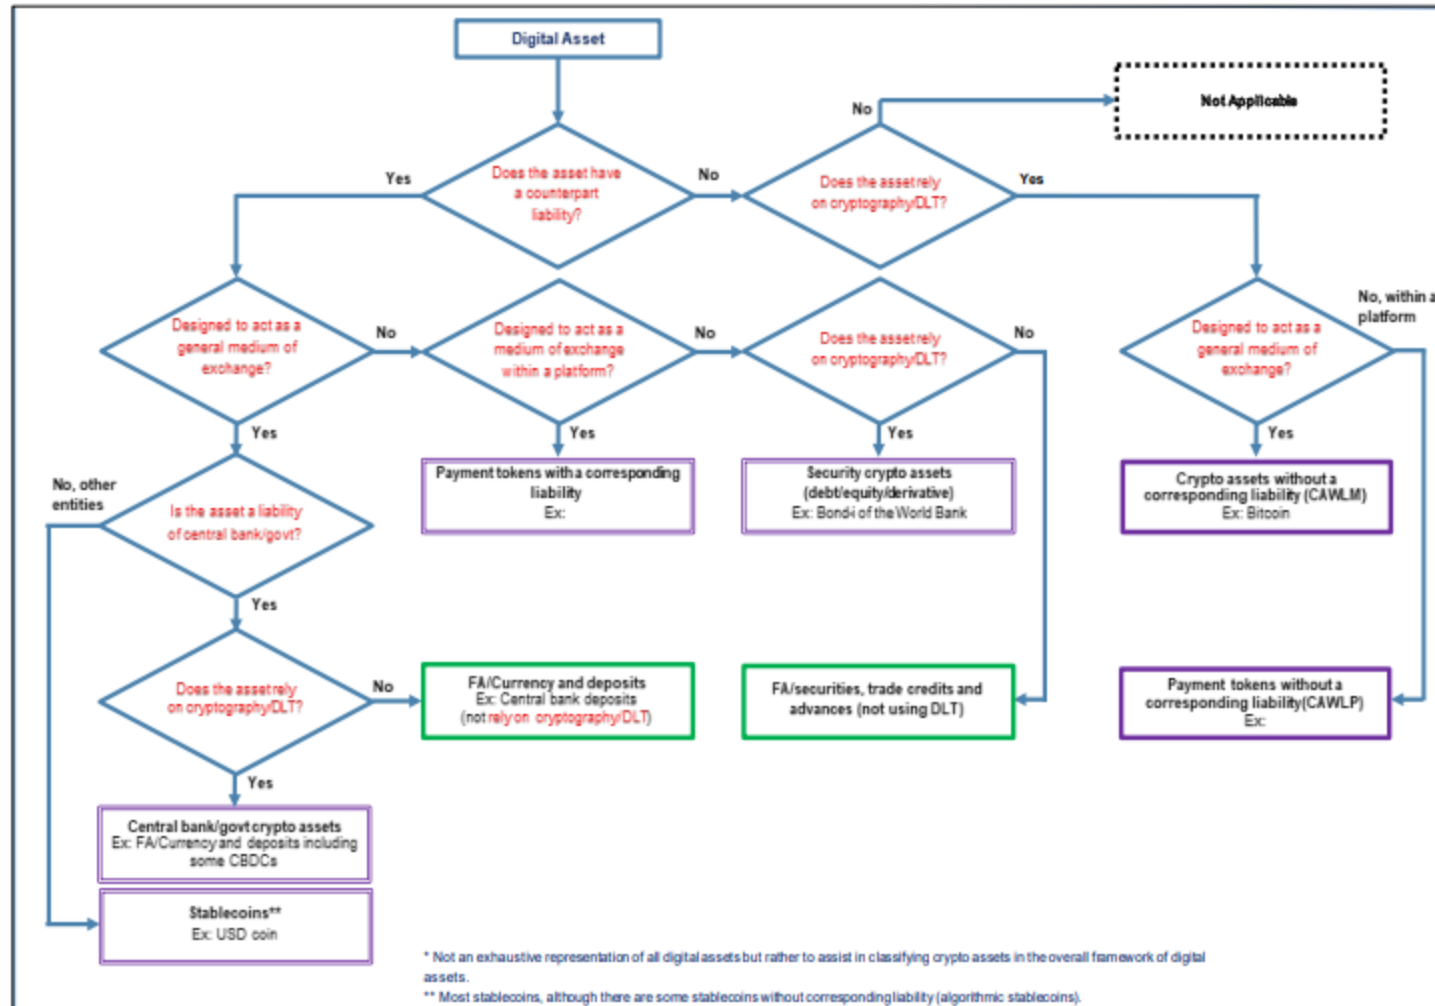 Digital Asset
Not Applicable
No
Does the asset have
a counterpart
liability?
Yes
No
Does the asset rely
on cryptography/DLT?
Yes
Designed to act as a
general medium of
exchange?
No
Designed to act as a
medium of exchange
within a platform?
No
Does the asset rely
on cryptography/DLT?
No
Designed to act as a
general medium of
exchange?
No, within a
platform
Yes
Yes
Yes
Yes
No, other
entities
Is the asset a liability
of central bank/govt?
Payment tokens with a corresponding
liability
Ex:
Security crypto assets
(debt/equity/derivative)
Ex: Bond-i of the World Bank
Crypto assets without a
corresponding liability (CAWLM)
Ex: Bitcoin
Yes
Does the asset rely
on cryptography/DLT?
No
FA/Currency and deposits
Ex: Central bank deposits
(not rely on cryptography/DLT)
FA/securities, trade credits and
advances (not using DLT)
Payment tokens without a
corresponding liability(CAWLP)
Ex:
Yes
Central bank/govt crypto assets
Ex: FA/Currency and deposits including
some CBDCs
Stablecoins**
Ex: USD coin
* Not an exhaustive representation of all digital assets but rather to assist in classifying crypto assets in the overall framework of digital
assets.
** Most stablecoins, although there are some stablecoins without corresponding liability (algorithmic stablecoins).